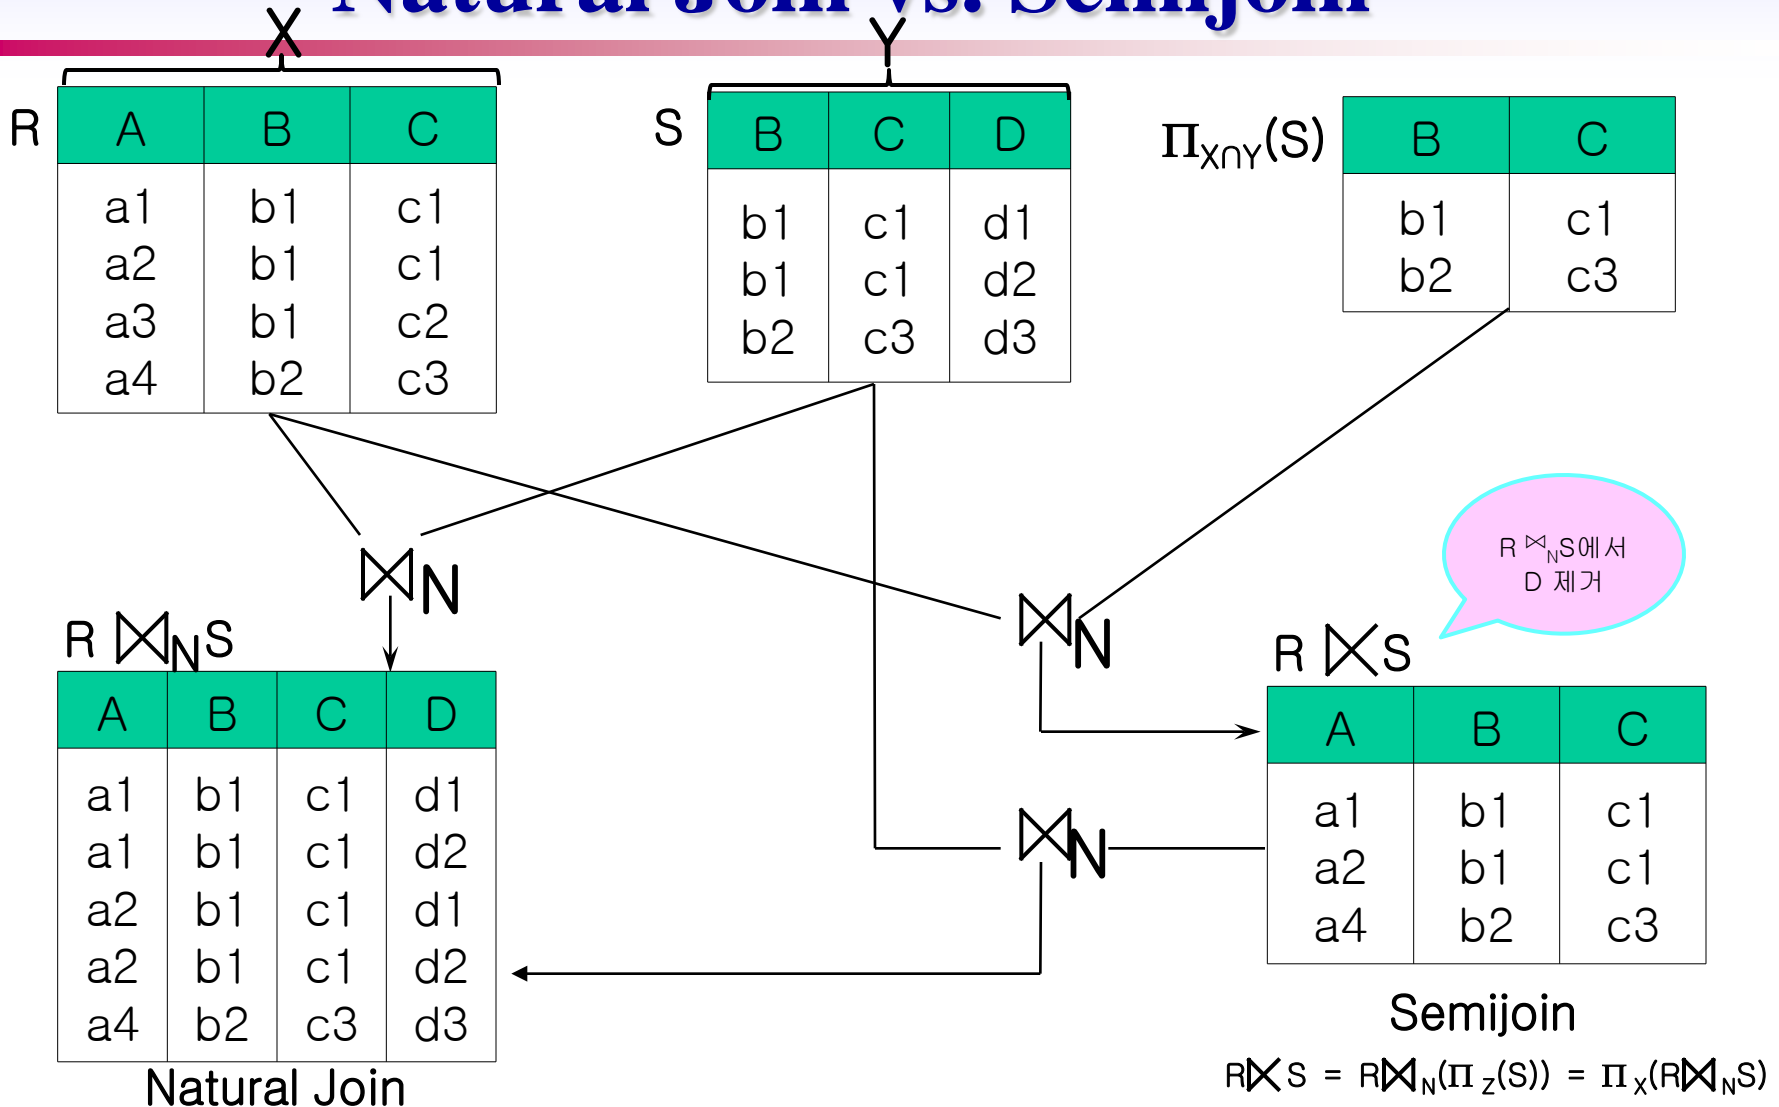 Natural Join vs. Semijoin
X
Y
R
A B C
a1 b1 c1
a2 b1 c1
a3 b1 c2
a4 b2 c3
S
B C D
b1 c1 d1
b1 c1 d2
b2 c3 d3
Π_X∩Y(S)
B C
b1 c1
b2 c3
⋈N
⋈N
R ⋈N S에서
D 제거
R ⋈N S
A B C D
a1 b1 c1 d1
a1 b1 c1 d2
a2 b1 c1 d1
a2 b1 c1 d2
a4 b2 c3 d3
Natural Join
⋈N
R ⋉ S
A B C
a1 b1 c1
a2 b1 c1
a4 b2 c3
Semijoin
R⋉S = R⋈N(Π Z(S)) = Π X(R⋈N S)